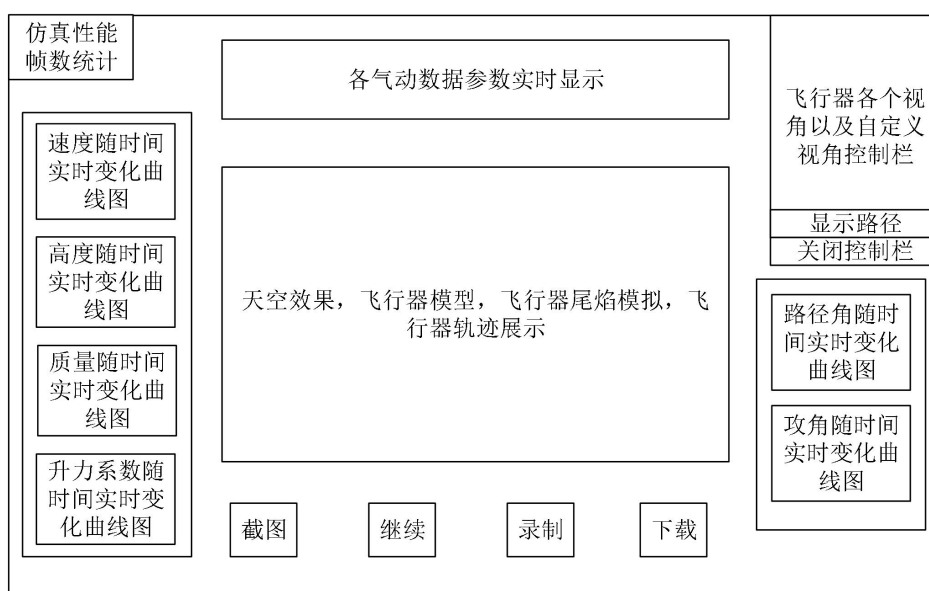 仿真性能
帧数统计
各气动数据参数实时显示
飞行器各个视
角以及自定义
视角控制栏
显示路径
关闭控制栏
速度随时间
实时变化曲
线图
高度随时间
实时变化曲
线图
质量随时间
实时变化曲
线图
升力系数随
时间实时变
化曲线图
天空效果，飞行器模型，飞行器尾焰模拟，飞
行器轨迹展示
路径角随时
间实时变化
曲线图
攻角随时间
实时变化曲
线图
截图
继续
录制
下载